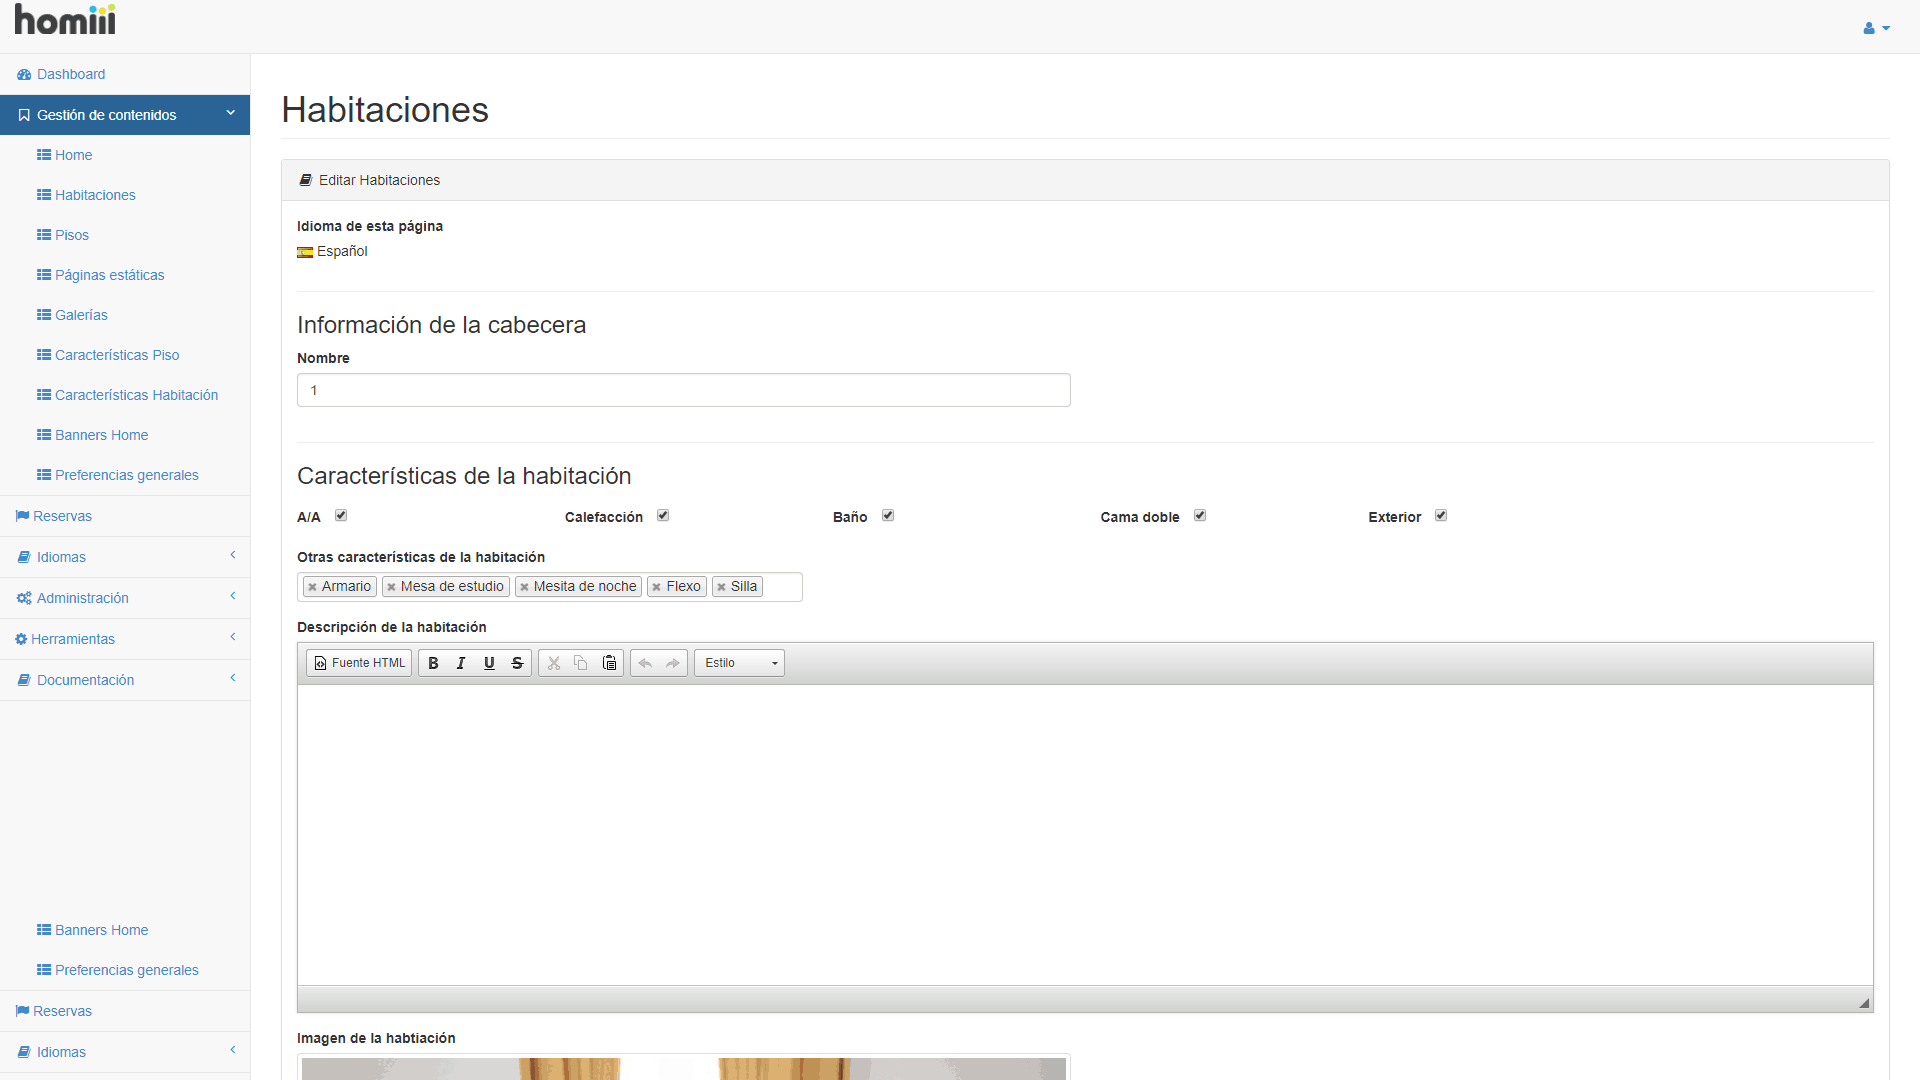 homiii
Dashboard
Gestión de contenidos
Home
Habitaciones
Pisos
Páginas estáticas
Galerías
Características Piso
Características Habitación
Banners Home
Preferencias generales
Reservas
Idiomas
Administración
Herramientas
Documentación
Banners Home
Preferencias generales
Reservas
Idiomas
Habitaciones
Editar Habitaciones
Idioma de esta página
Español
Información de la cabecera
Nombre
1
Características de la habitación
A/A Calefacción Baño Cama doble Exterior
Otras características de la habitación
Armario Mesa de estudio Mesita de noche Flexo Silla
Descripción de la habitación
Fuente HTML B I U S Estilo
Imagen de la habtiación